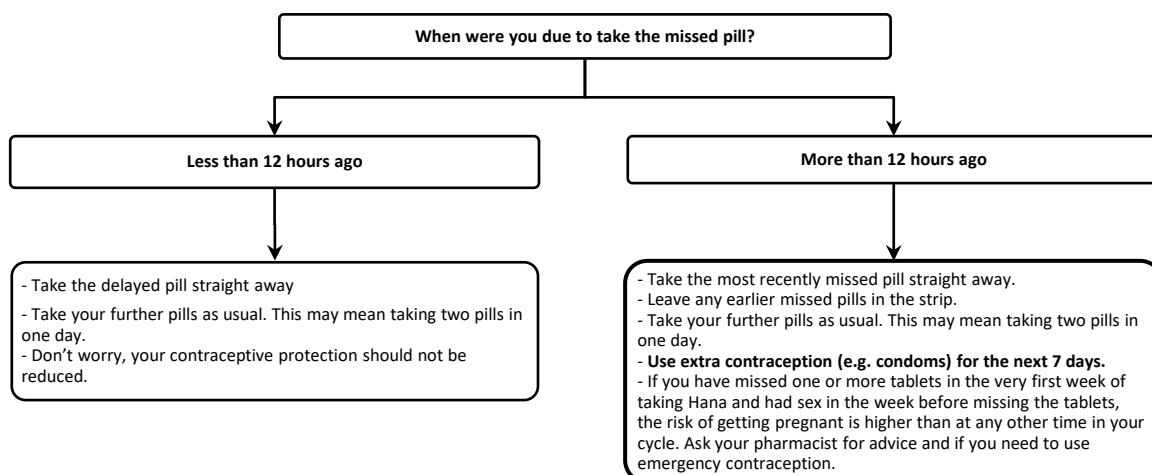 When were you due to take the missed pill?
Less than 12 hours ago
More than 12 hours ago
- Take the delayed pill straight away
- Take your further pills as usual. This may mean taking two pills in
one day.
- Don’t worry, your contraceptive protection should not be
reduced.
- Take the most recently missed pill straight away.
- Leave any earlier missed pills in the strip.
- Take your further pills as usual. This may mean taking two pills in
one day.
- Use extra contraception (e.g. condoms) for the next 7 days.
- If you have missed one or more tablets in the very first week of
taking Hana and had sex in the week before missing the tablets,
the risk of getting pregnant is higher than at any other time in your
cycle. Ask your pharmacist for advice and if you need to use
emergency contraception.